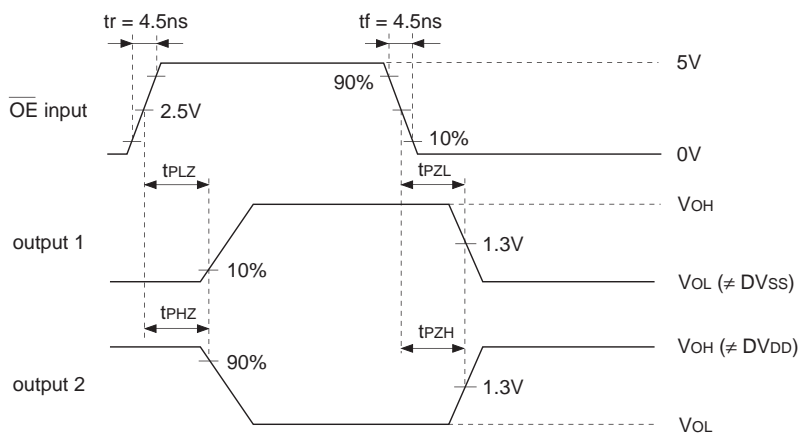 tr = 4.5ns
tf = 4.5ns
5V
90%
OE input
2.5V
10%
0V
tPLZ
tPZL
VOH
output 1
1.3V
10%
VOL (≠ DVSS)
tPHZ
tPZH
VOH (≠ DVDD)
90%
output 2
1.3V
VOL